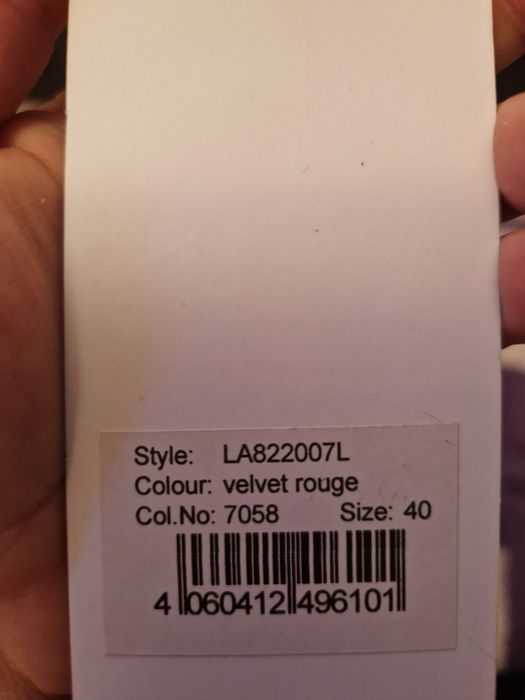 Style: LA822007L
Colour: velvet rouge
Col.No: 7058 Size: 40
4 060412 496101